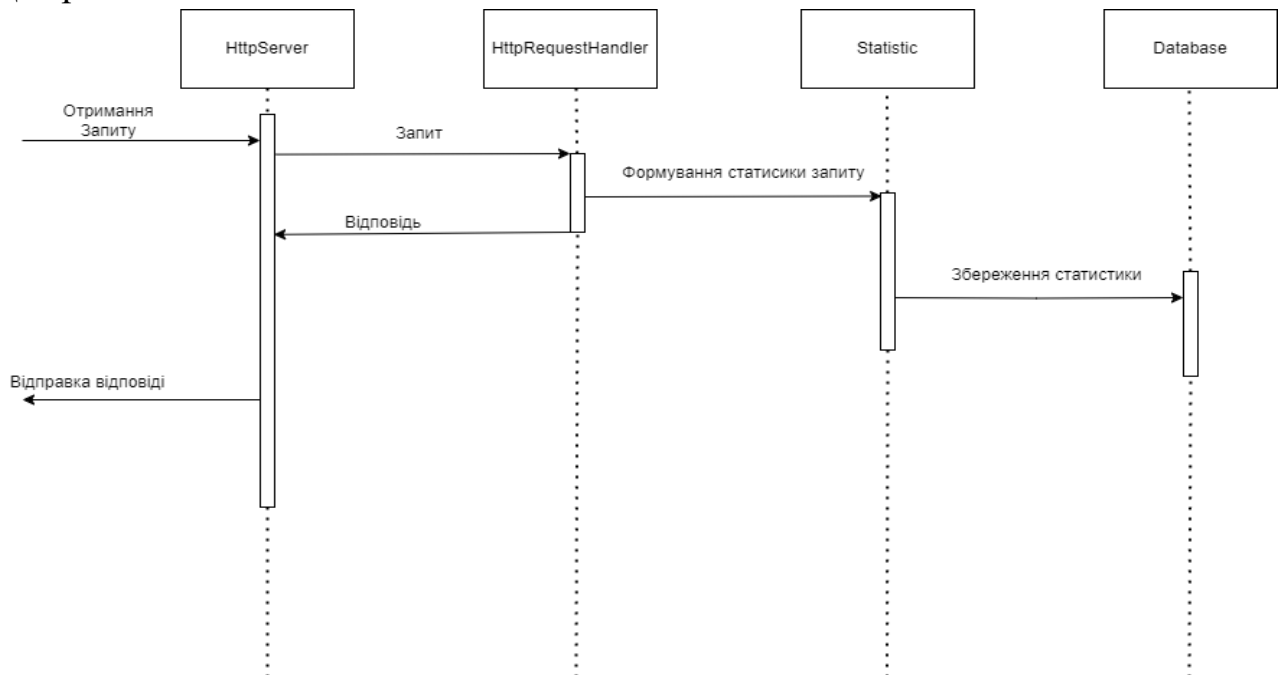 HttpServer
HttpRequestHandler
Statistic
Database
Отримання
Запиту
Запит
Формування статисики запиту
Відповідь
Збереження статистики
Відправка відповіді